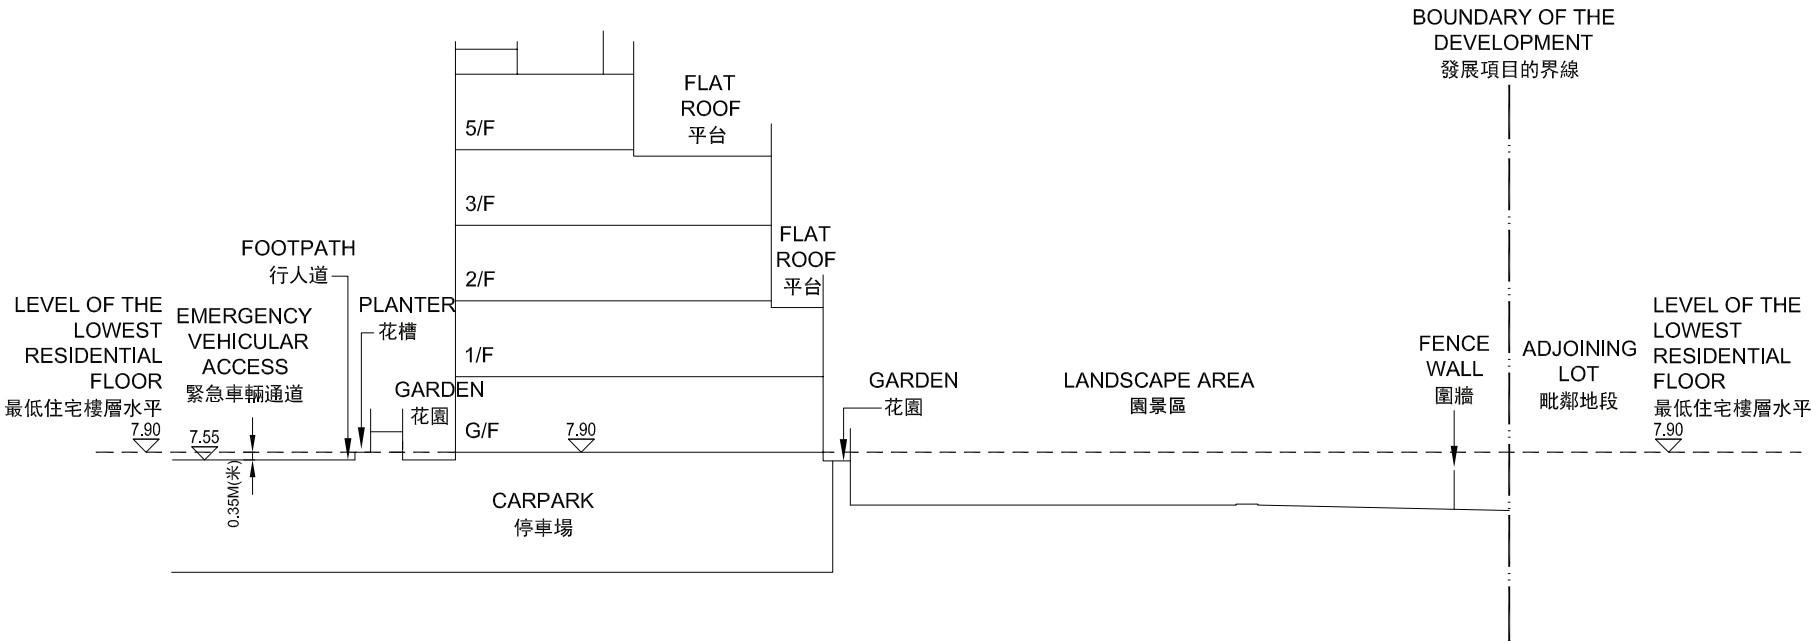 BOUNDARY OF THE
DEVELOPMENT
發展項目的界線
FLAT
ROOF
平台
5/F
3/F
FLAT
ROOF
平台
FOOTPATH
行人道
2/F
LEVEL OF THE
LOWEST
RESIDENTIAL
FLOOR
最低住宅樓層水平
7.90
EMERGENCY
VEHICULAR
ACCESS
緊急車輛通道
7.55
0.35M(米)
PLANTER
花槽
GARDEN
花園
1/F
G/F
7.90
CARPARK
停車場
GARDEN
花園
LANDSCAPE AREA
園景區
FENCE
WALL
圍牆
ADJOINING
LOT
毗鄰地段
LEVEL OF THE
LOWEST
RESIDENTIAL
FLOOR
最低住宅樓層水平
7.90